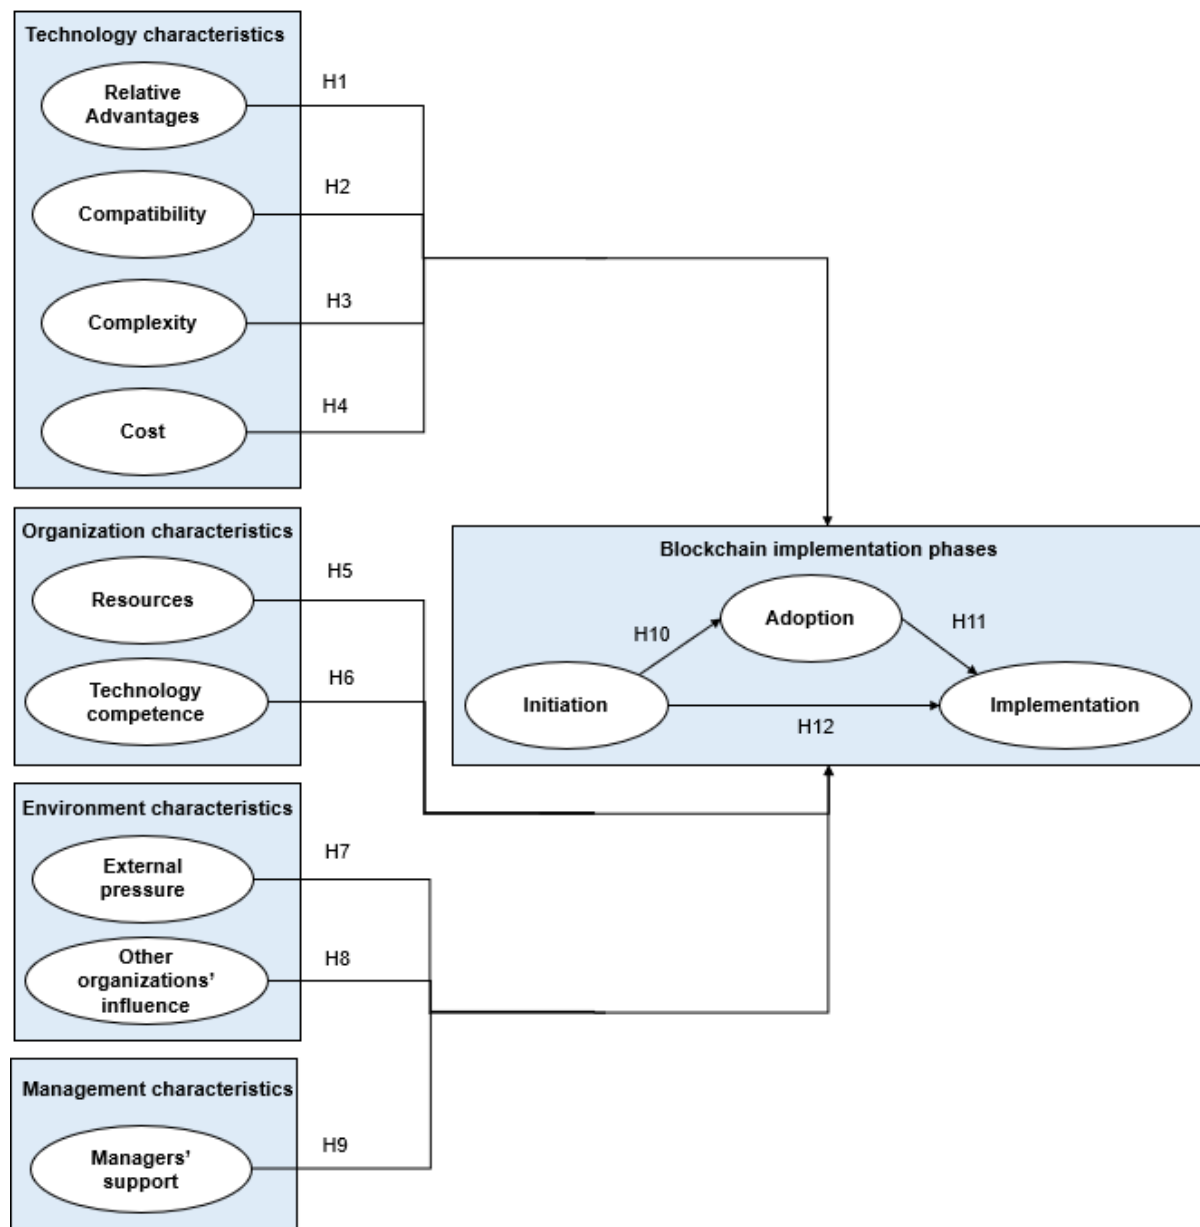 Technology characteristics
Relative
Advantages
H1
Compatibility
H2
Complexity
H3
Cost
H4
Organization characteristics
Resources
H5
Technology
competence
H6
Environment characteristics
External
pressure
H7
Other
organizations’
influence
H8
Management characteristics
Managers’
support
H9
Blockchain implementation phases
Adoption
H10
H11
Initiation
Implementation
H12